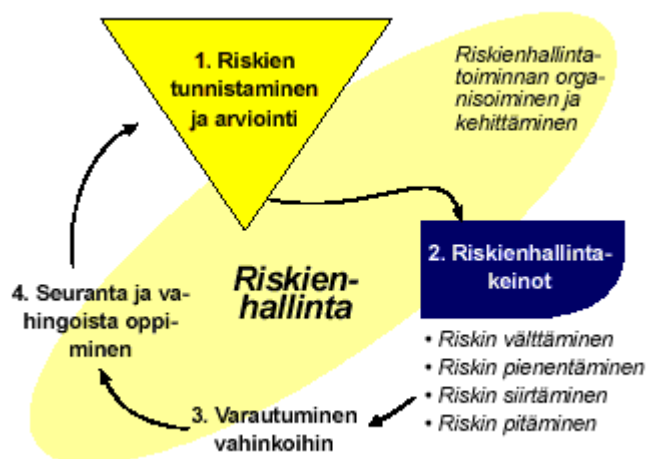 1. Riskien
tunnistaminen
ja arviointi
Riskienhallinta-
toiminnan orga-
nisoiminen ja
kehittäminen
2. Riskienhallinta-
keinot
• Riskin välttäminen
• Riskin pienentäminen
• Riskin siirtäminen
• Riskin pitäminen
3. Varautuminen
vahinkoihin
4. Seuranta ja va-
hingoista oppi-
minen
Riskien-
hallinta